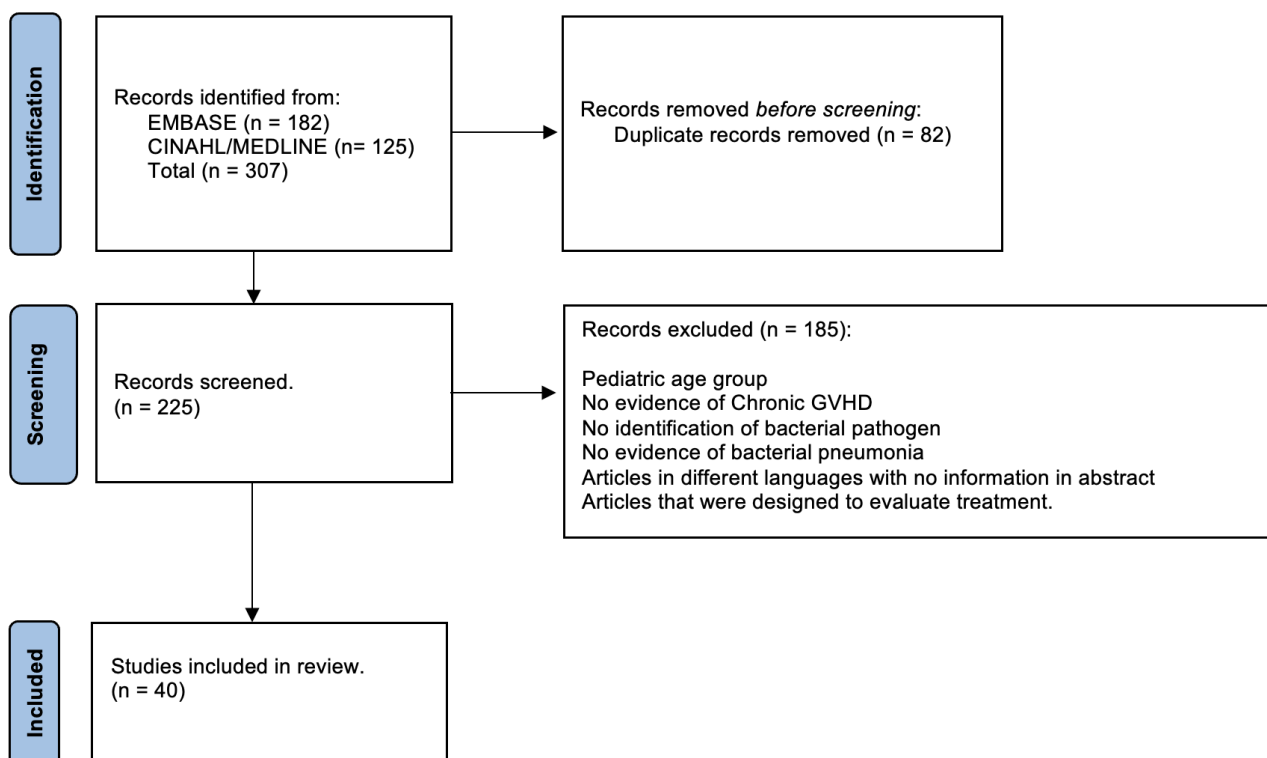 Identification
Records identified from:
EMBASE (n = 182)
CINAHL/MEDLINE (n= 125)
Total (n = 307)
Records removed before screening:
Duplicate records removed (n = 82)
Screening
Records screened.
(n = 225)
Records excluded (n = 185):
Pediatric age group
No evidence of Chronic GVHD
No identification of bacterial pathogen
No evidence of bacterial pneumonia
Articles in different languages with no information in abstract
Articles that were designed to evaluate treatment.
Included
Studies included in review.
(n = 40)